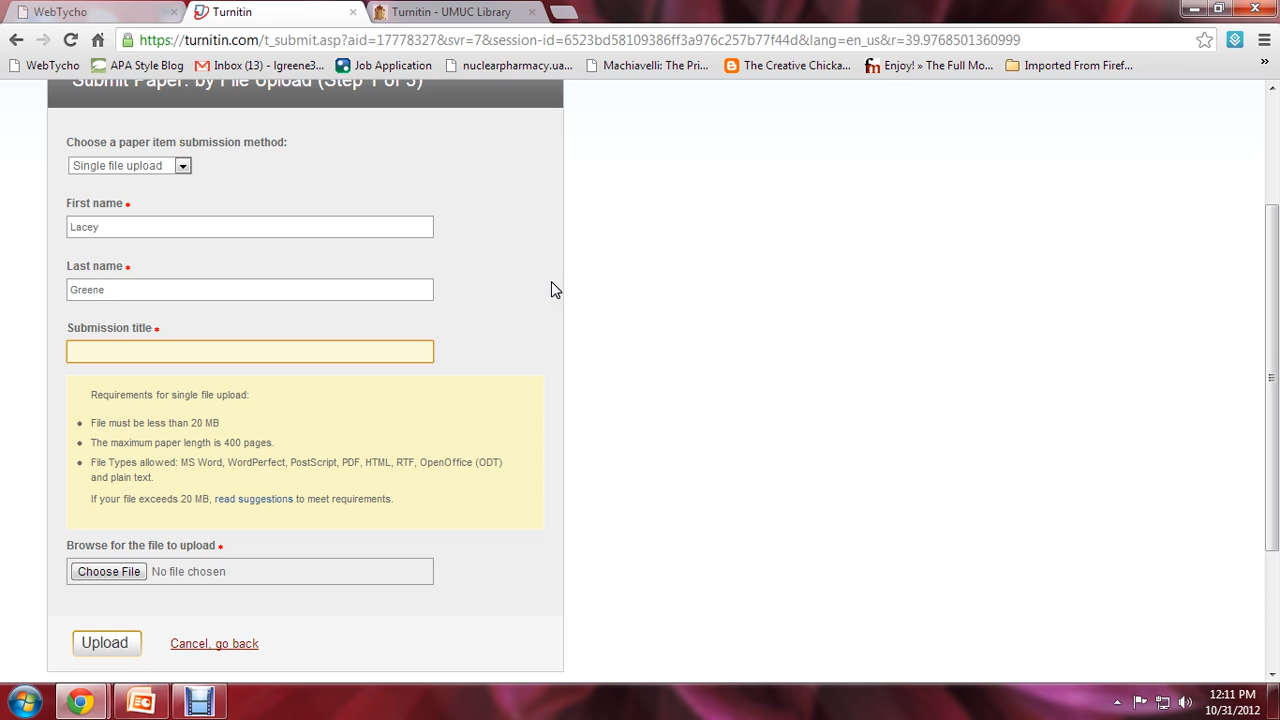 WebTycho
Turnitin
Turnitin - UMUC Library
https://turnitin.com/t_submit.asp?aid=17778327&svr=7&session-id=6523bd58109386ff3a976c257b77f44d&lang=en_us&r=39.9768501360999
WebTycho
APA Style Blog
Inbox (13) - lgreene3...
Job Application
nuclearpharmacy.ua...
Machiavelli: The Pri...
The Creative Chicka...
Enjoy! » The Full Mo...
Imported From Firef...
»
Submit Paper: by File Upload (Step 1 of 3)
Choose a paper item submission method:
Single file upload
First name *
Lacey
Last name *
Greene
Submission title *
Requirements for single file upload:
• File must be less than 20 MB
• The maximum paper length is 400 pages.
• File Types allowed: MS Word, WordPerfect, PostScript, PDF, HTML, RTF, OpenOffice (ODT)
and plain text.
If your file exceeds 20 MB, read suggestions to meet requirements.
Browse for the file to upload *
Choose File No file chosen
Upload
Cancel, go back
12:11 PM
10/31/2012